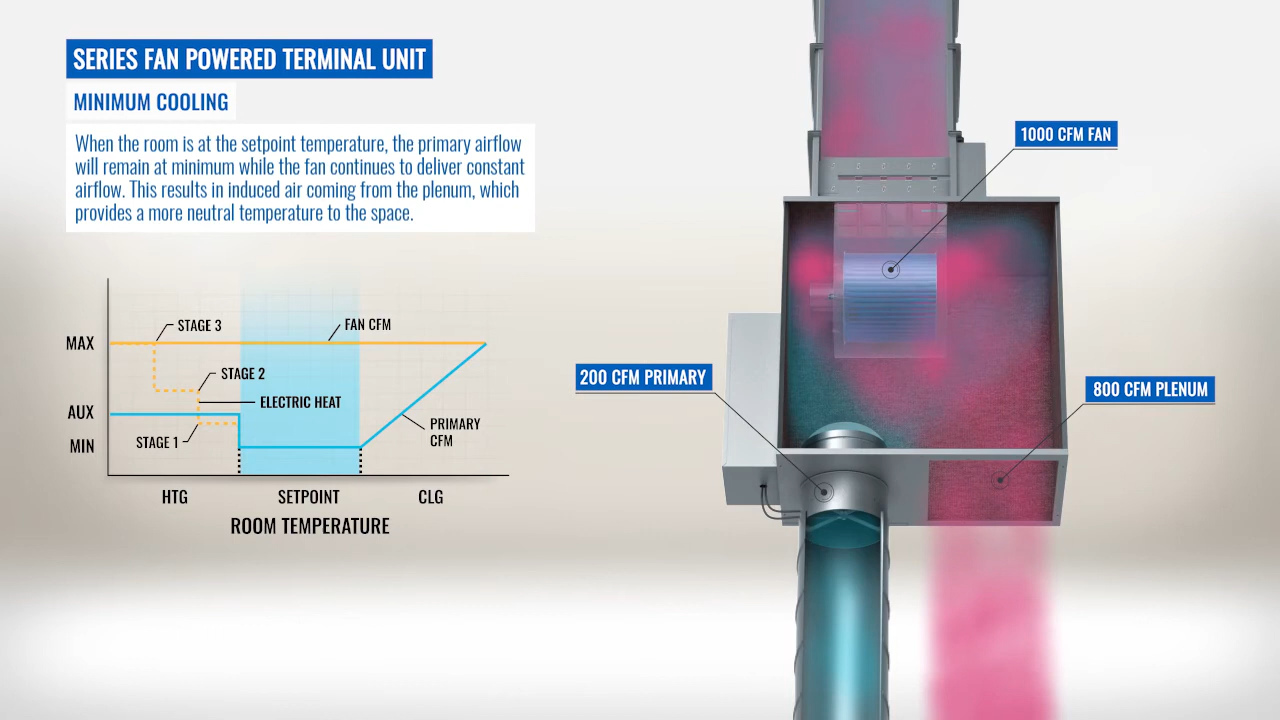 SERIES FAN POWERED TERMINAL UNIT
MINIMUM COOLING
When the room is at the setpoint temperature, the primary airflow
will remain at minimum while the fan continues to deliver constant
airflow. This results in induced air coming from the plenum, which
provides a more neutral temperature to the space.
MAX
AUX
MIN
STAGE 3
FAN CFM
STAGE 2
ELECTRIC HEAT
STAGE 1
PRIMARY
CFM
HTG
SETPOINT
CLG
ROOM TEMPERATURE
1000 CFM FAN
200 CFM PRIMARY
800 CFM PLENUM